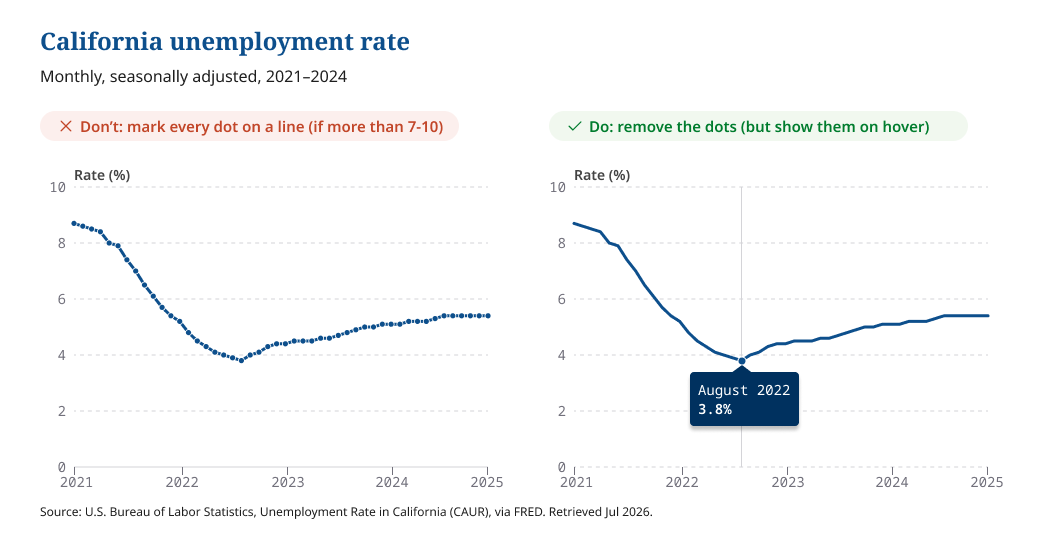 California unemployment rate
Monthly, seasonally adjusted, 2021–2024
Don’t: mark every dot on a line (if more than 7-10)
Rate (%)
10
8
6
4
2
0
2021 2022 2023 2024 2025
Do: remove the dots (but show them on hover)
Rate (%)
10
8
6
4
2
0
August 2022
3.8%
2021 2022 2023 2024 2025
Source: U.S. Bureau of Labor Statistics, Unemployment Rate in California (CAUR), via FRED. Retrieved Jul 2026.